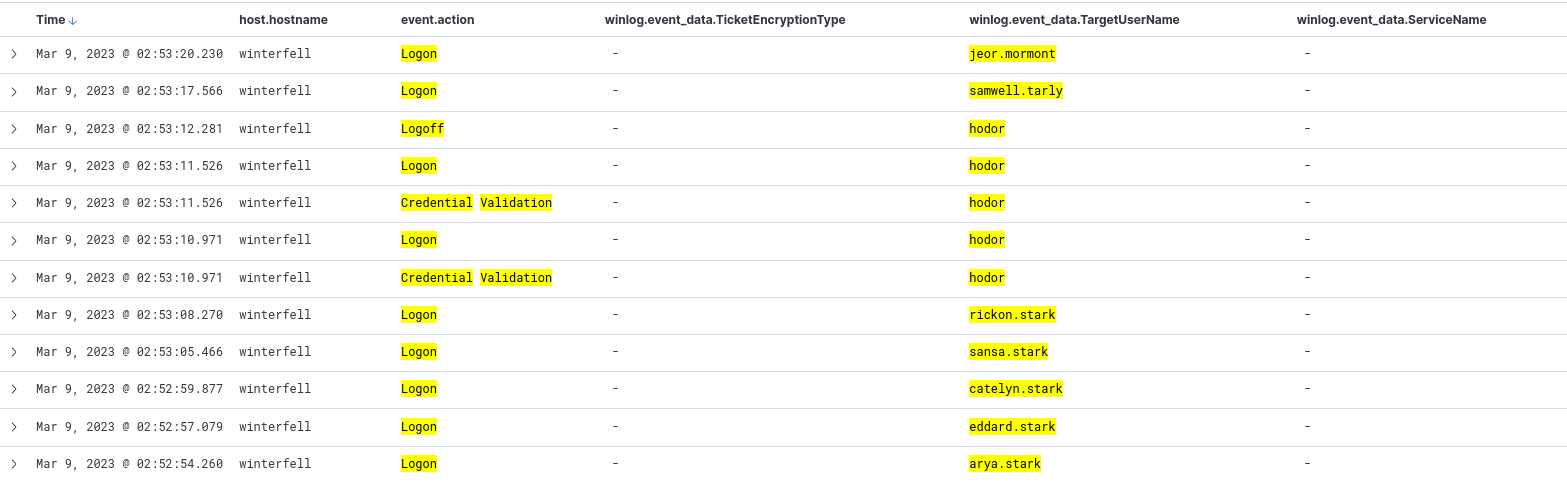 Time↓ host.hostname event.action winlog.event_data.TicketEncryptionType winlog.event_data.TargetUserName winlog.event_data.ServiceName
Mar 9, 2023 @ 02:53:20.230 winterfell Logon - jeor.mormont -
Mar 9, 2023 @ 02:53:17.566 winterfell Logon - samwell.tarly -
Mar 9, 2023 @ 02:53:12.281 winterfell Logoff - hodor -
Mar 9, 2023 @ 02:53:11.526 winterfell Logon - hodor -
Mar 9, 2023 @ 02:53:11.526 winterfell Credential Validation - hodor -
Mar 9, 2023 @ 02:53:10.971 winterfell Logon - hodor -
Mar 9, 2023 @ 02:53:10.971 winterfell Credential Validation - hodor -
Mar 9, 2023 @ 02:53:08.270 winterfell Logon - rickon.stark -
Mar 9, 2023 @ 02:53:05.466 winterfell Logon - sansa.stark -
Mar 9, 2023 @ 02:52:59.877 winterfell Logon - catelyn.stark -
Mar 9, 2023 @ 02:52:57.079 winterfell Logon - eddard.stark -
Mar 9, 2023 @ 02:52:54.260 winterfell Logon - arya.stark -